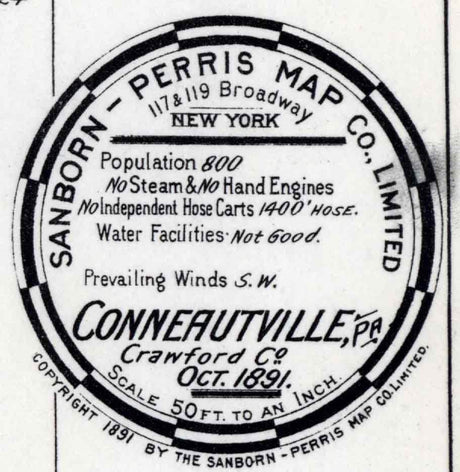 SANBORN - PERRIS MAP CO., LIMITED
117 & 119 Broadway
NEW YORK
Population 800
No Steam & No Hand Engines
No Independent Hose Carts 1400' HOSE.
Water Facilities - Not Good.
Prevailing Winds S. W.
CONNEAUTVILLE, PA
Crawford Co
OCT. 1891.
SCALE 50 FT. TO AN INCH.
COPYRIGHT 1891 BY THE SANBORN - PERRIS MAP CO. LIMITED.